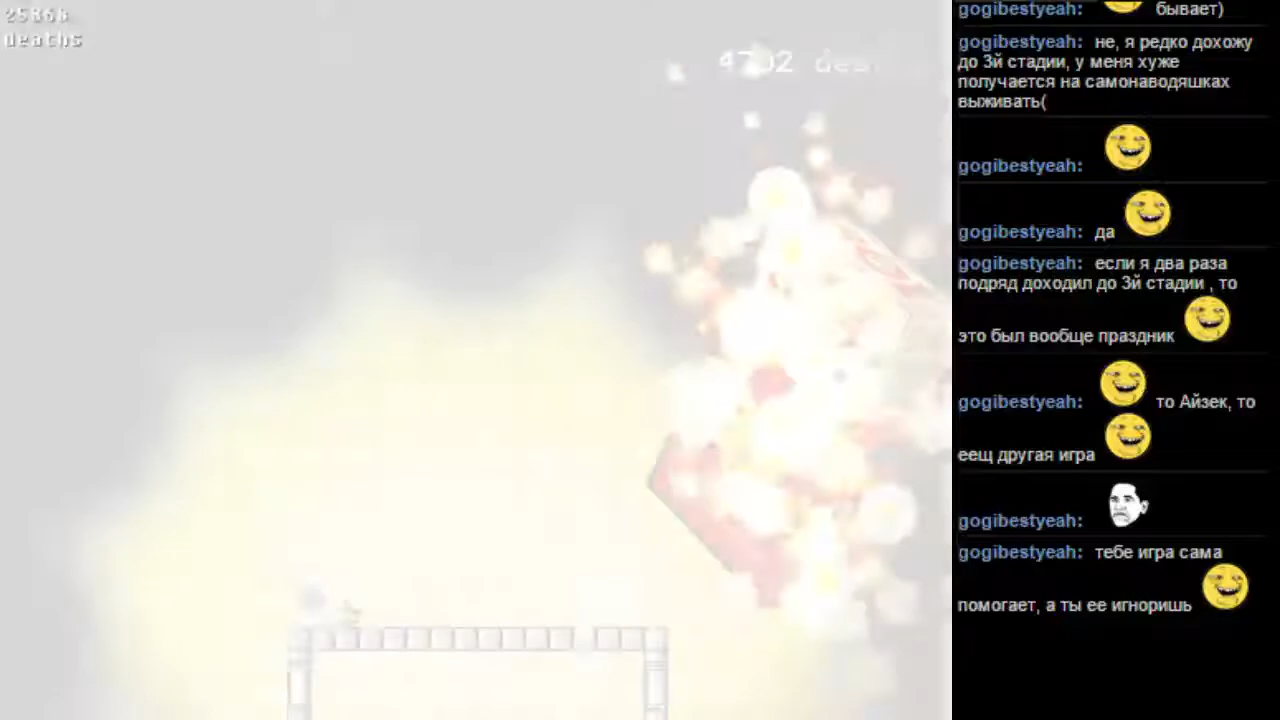 25868
deaths
4702
gogibestyeah: бывает)
gogibestyeah: не, я редко дохожу
до 3й стадии, у меня хуже
получается на самонаводяшках
выживать(
gogibestyeah:
gogibestyeah: да
gogibestyeah: если я два раза
подряд доходил до 3й стадии , то
это был вообще праздник
gogibestyeah: то Айзек, то
еещ другая игра
gogibestyeah:
gogibestyeah: тебе игра сама
помогает, а ты ее игноришь